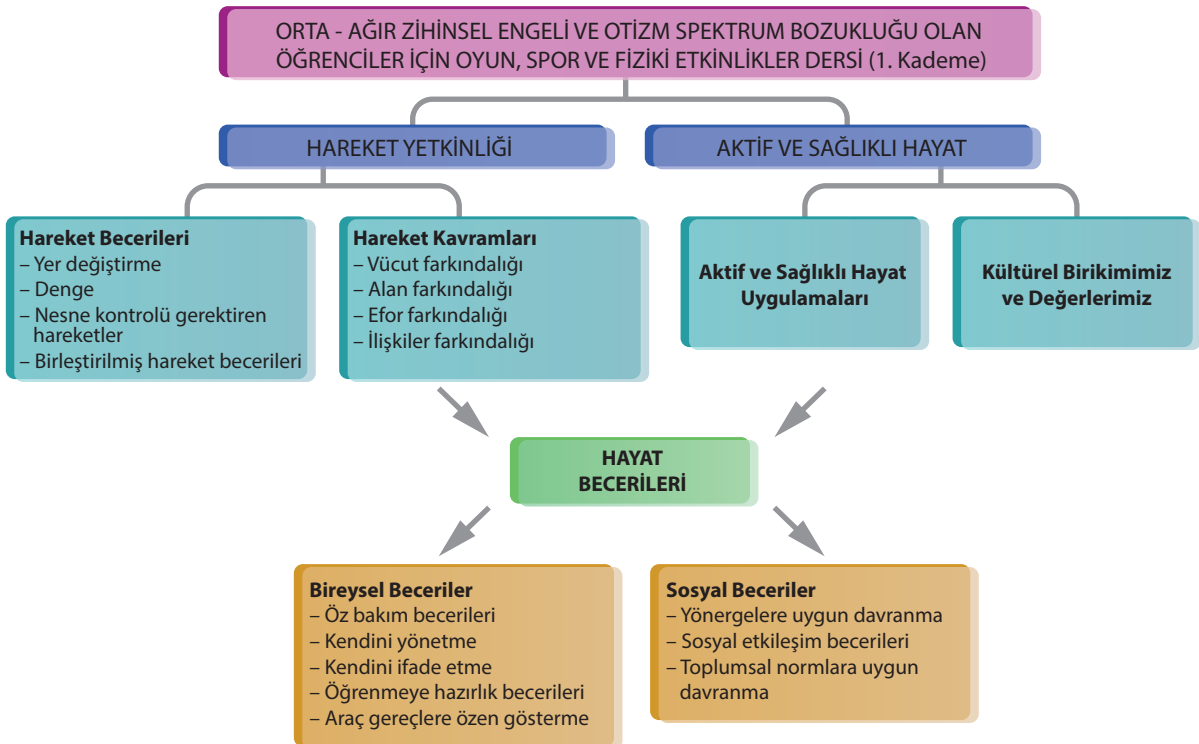 ORTA - AĞIR ZİHİNSEL ENGELİ VE OTİZM SPEKTRUM BOZUKLUĞU OLAN
ÖĞRENCİLER İÇİN OYUN, SPOR VE FİZİKİ ETKİNLİKLER DERSİ (1. Kademe)
HAREKET YETKİNLİĞİ
AKTİF VE SAĞLIKLI HAYAT
Hareket Becerileri
– Yer değiştirme
– Denge
– Nesne kontrolü gerektiren
hareketler
– Birleştirilmiş hareket becerileri
Hareket Kavramları
– Vücut farkındalığı
– Alan farkındalığı
– Efor farkındalığı
– İlişkiler farkındalığı
Aktif ve Sağlıklı Hayat
Uygulamaları
Kültürel Birikimimiz
ve Değerlerimiz
HAYAT
BECERİLERİ
Bireysel Beceriler
– Öz bakım becerileri
– Kendini yönetme
– Kendini ifade etme
– Öğrenmeye hazırlık becerileri
– Araç gereçlere özen gösterme
Sosyal Beceriler
– Yönergelere uygun davranma
– Sosyal etkileşim becerileri
– Toplumsal normlara uygun
davranma